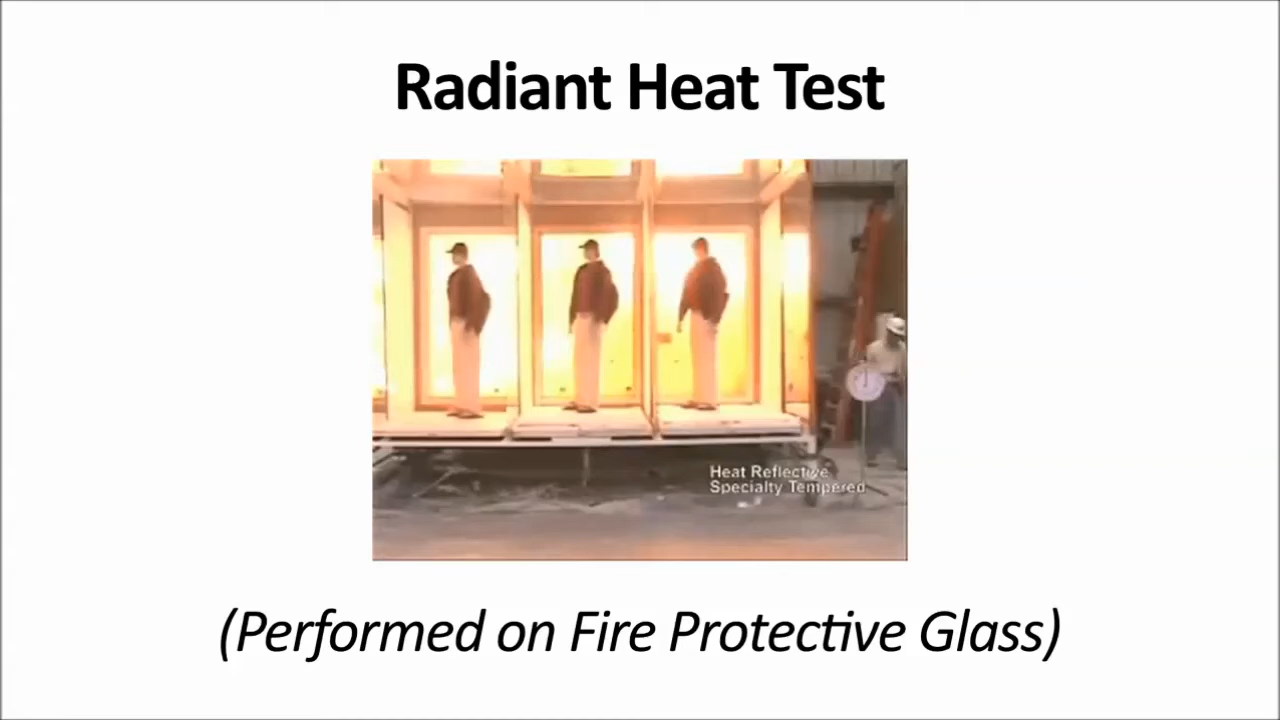 Radiant Heat Test
Heat Reflective
Specialty Tempered
(Performed on Fire Protective Glass)